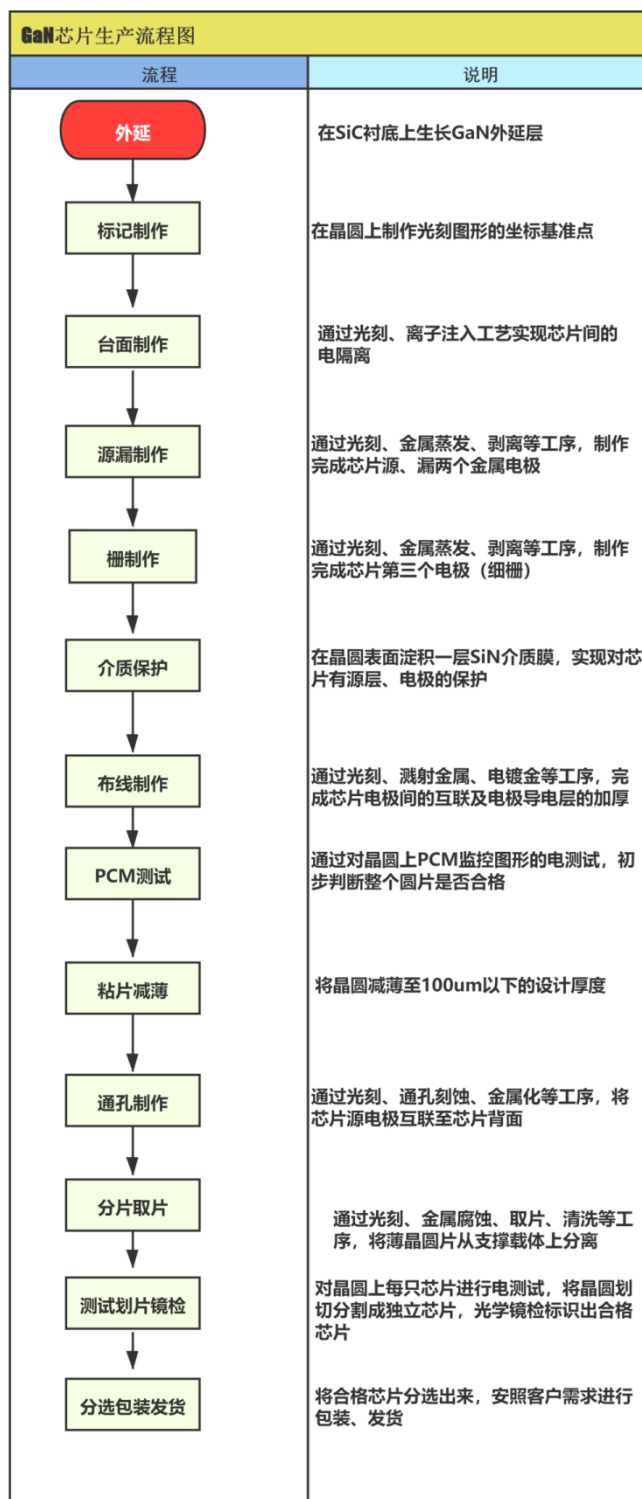 GaN芯片生产流程图
流程
说明
外延
在SiC衬底上生长GaN外延层
标记制作
在晶圆上制作光刻图形的坐标基准点
台面制作
通过光刻、离子注入工艺实现芯片间的
电隔离
源漏制作
通过光刻、金属蒸发、剥离等工序，制作
完成芯片源、漏两个金属电极
栅制作
通过光刻、金属蒸发、剥离等工序，制作
完成芯片第三个电极（细栅）
介质保护
在晶圆表面淀积一层SiN介质膜，实现对芯
片有源层、电极的保护
布线制作
通过光刻、溅射金属、电镀金等工序，完
成芯片电极间的互联及电极导电层的加厚
PCM测试
通过对晶圆上PCM监控图形的电测试，初
步判断整个圆片是否合格
粘片减薄
将晶圆减薄至100um以下的设计厚度
通孔制作
通过光刻、通孔刻蚀、金属化等工序，将
芯片源电极互联至芯片背面
分片取片
通过光刻、金属腐蚀、取片、清洗等工
序，将薄晶圆片从支撑载体上分离
测试划片镜检
对晶圆上每只芯片进行电测试，将晶圆划
切分割成独立芯片，光学镜检标识出合格
芯片
分选包装发货
将合格芯片分选出来，安照客户需求进行
包装、发货